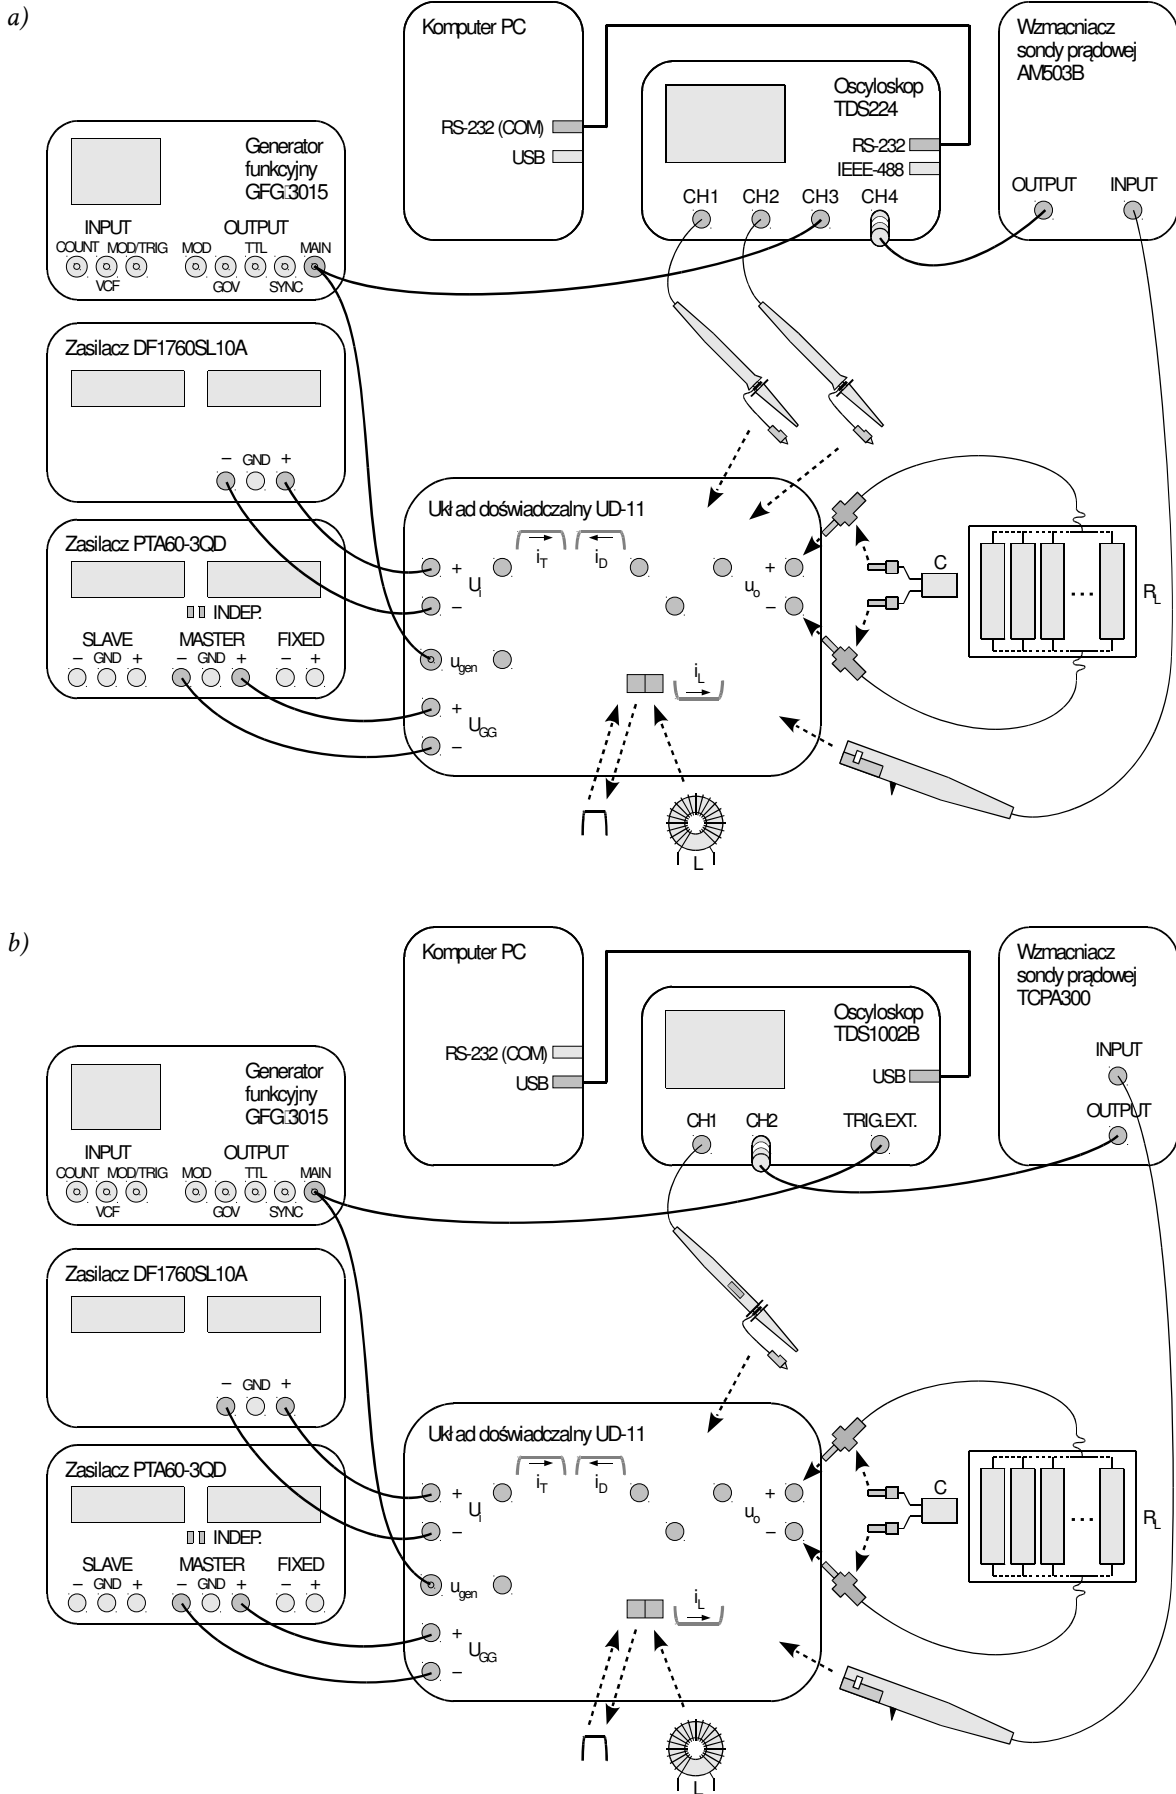 a)
Komputer PC
RS-232 (COM)
USB
Oscyloskop
TDS224
RS-232
IEEE-488
CH1 CH2 CH3 CH4
Wzmacniacz
sondy prądowej
AM503B
OUTPUT INPUT
Generator
funkcyjny
GFG-3015
INPUT OUTPUT
COUNT MOD/TRIG MOD TTL MAIN
VCF GOV SYNC
Zasilacz DF1760SL10A
− GND +
Zasilacz PTA60-3QD
INDEP.
SLAVE MASTER FIXED
− GND + − GND + − +
Układ doświadczalny UD-11
iT iD
+
Ui
−
ugen
+
UGG
−
+
uo
−
iL
C
RL
L
b)
Komputer PC
RS-232 (COM)
USB
Oscyloskop
TDS1002B
USB
CH1 CH2 TRIG.EXT.
Wzmacniacz
sondy prądowej
TCPA300
INPUT
OUTPUT
Generator
funkcyjny
GFG-3015
INPUT OUTPUT
COUNT MOD/TRIG MOD TTL MAIN
VCF GOV SYNC
Zasilacz DF1760SL10A
− GND +
Zasilacz PTA60-3QD
INDEP.
SLAVE MASTER FIXED
− GND + − GND + − +
Układ doświadczalny UD-11
iT iD
+
Ui
−
ugen
+
UGG
−
+
uo
−
iL
C
RL
L